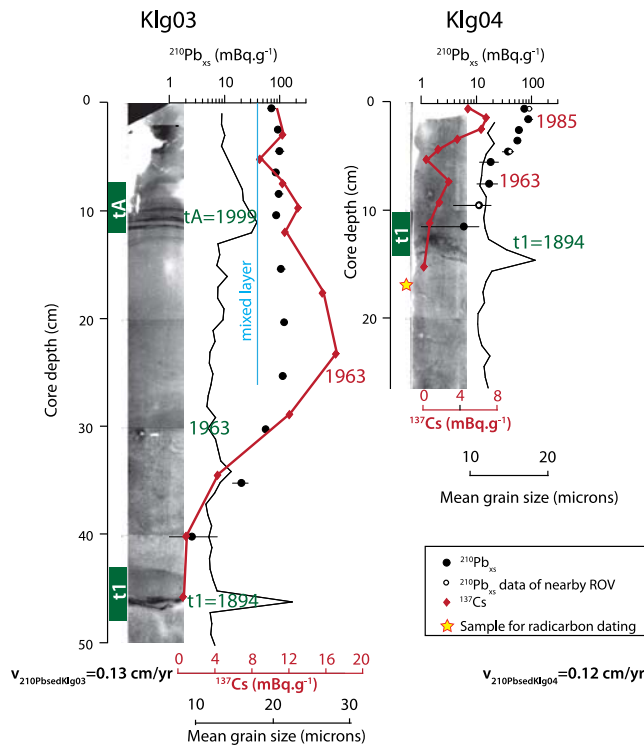 Klg03
Klg04
210Pbxs (mBq.g-1)
210Pbxs (mBq.g-1)
1 10 100
1 10 100
0
10
20
30
40
50
Core depth (cm)
0
10
20
Core depth (cm)
tA
t1
t1
tA=1999
mixed layer
1963
1963
t1=1894
1985
1963
t1=1894
0 4 8
137Cs (mBq.g-1)
10 20
Mean grain size (microns)
210Pbxs
210Pbxs data of nearby ROV
137Cs
Sample for radicarbon dating
v210PbsedKlg03=0.13 cm/yr
0 4 8 12 16 20
137Cs (mBq.g-1)
v210PbsedKlg04=0.12 cm/yr
10 20 30
Mean grain size (microns)